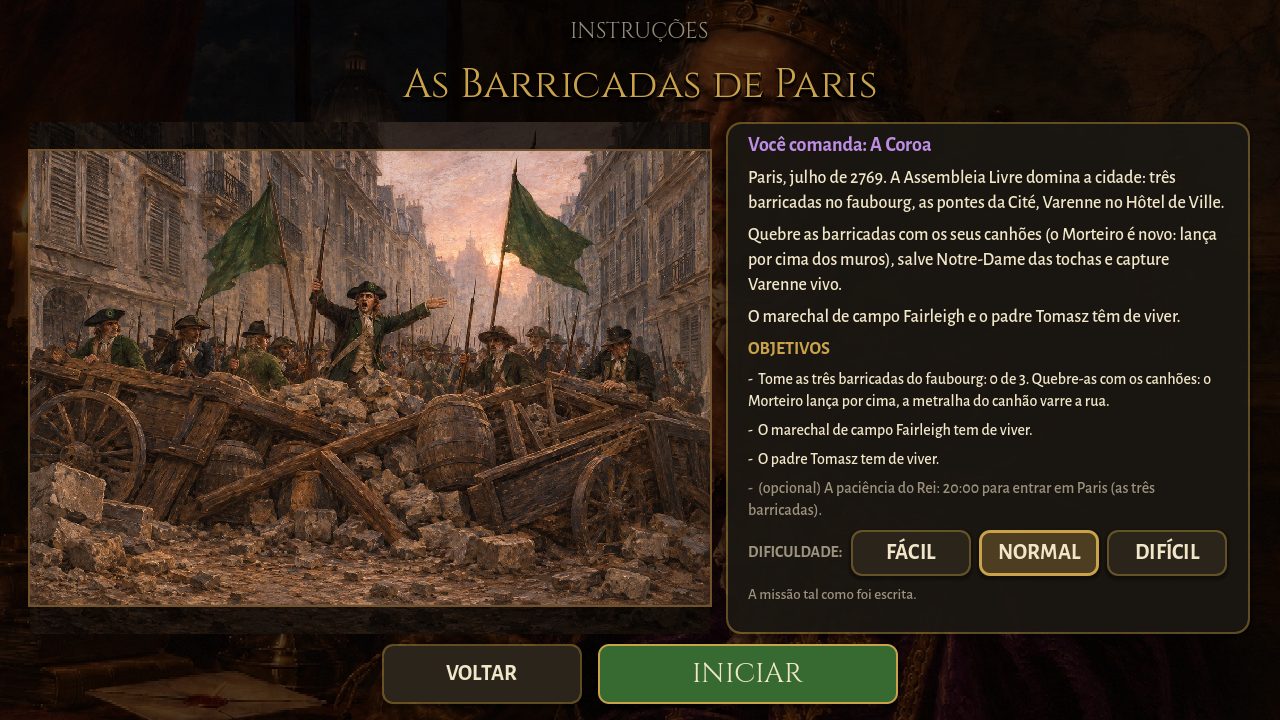 INSTRUÇÕES
As Barricadas de Paris
Você comanda: A Coroa
Paris, julho de 2769. A Assembleia Livre domina a cidade: três
barricadas no faubourg, as pontes da Cité, Varenne no Hôtel de Ville.
Quebre as barricadas com os seus canhões (o Morteiro é novo: lança
por cima dos muros), salve Notre-Dame das tochas e capture
Varenne vivo.
O marechal de campo Fairleigh e o padre Tomasz têm de viver.
OBJETIVOS
- Tome as três barricadas do faubourg: 0 de 3. Quebre-as com os canhões: o
Morteiro lança por cima, a metralha do canhão varre a rua.
- O marechal de campo Fairleigh tem de viver.
- O padre Tomasz tem de viver.
- (opcional) A paciência do Rei: 20:00 para entrar em Paris (as três
barricadas).
DIFICULDADE: FÁCIL NORMAL DIFÍCIL
A missão tal como foi escrita.
VOLTAR INICIAR